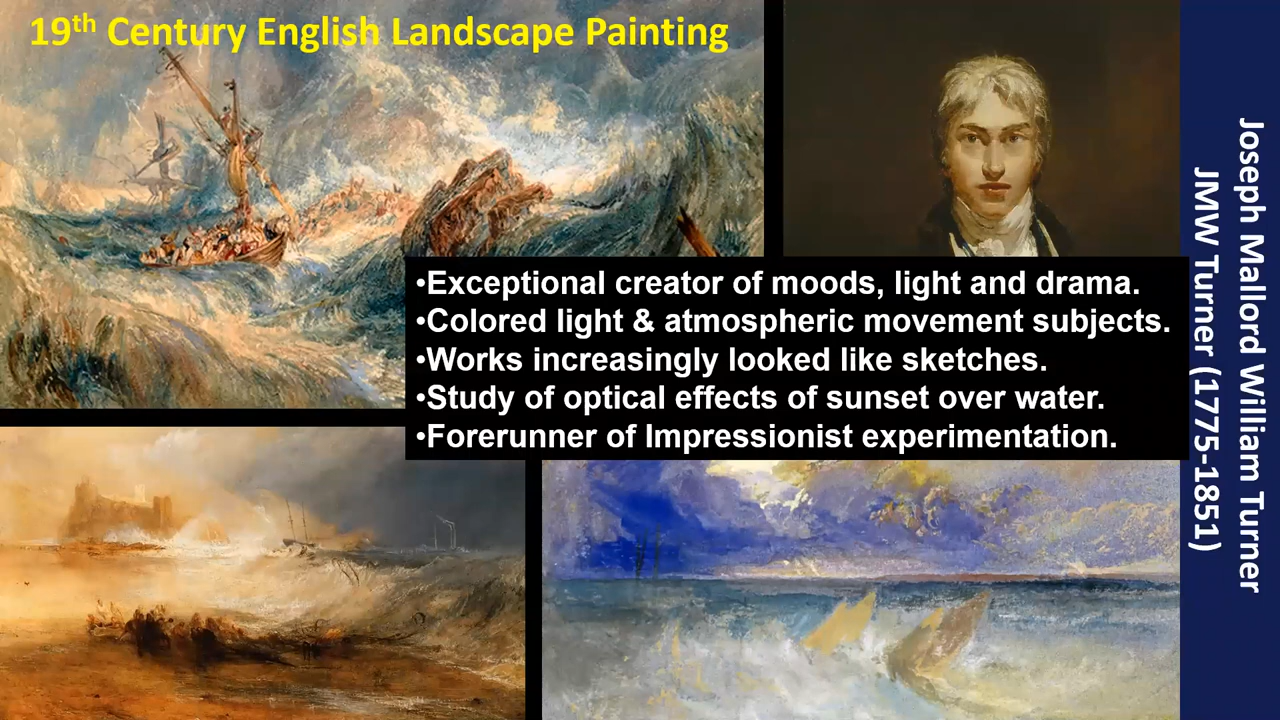 19th Century English Landscape Painting
•Exceptional creator of moods, light and drama.
•Colored light & atmospheric movement subjects.
•Works increasingly looked like sketches.
•Study of optical effects of sunset over water.
•Forerunner of Impressionist experimentation.
Joseph Mallord William Turner
JMW Turner (1775-1851)